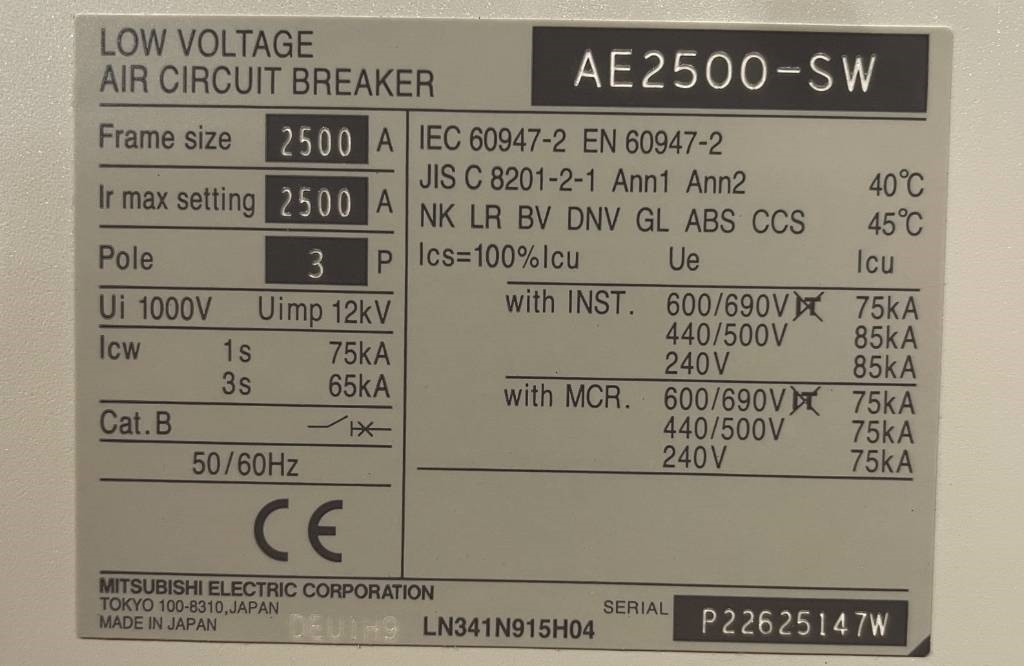 LOW VOLTAGE
AIR CIRCUIT BREAKER
AE2500-SW
Frame size 2500 A
Ir max setting 2500 A
Pole 3 P
Ui 1000V Uimp 12kV
Icw 1s 75kA
3s 65kA
Cat.B
50/60Hz
CE
IEC 60947-2 EN 60947-2
JIS C 8201-2-1 Ann1 Ann2 40℃
NK LR BV DNV GL ABS CCS 45℃
Ics=100%Icu Ue Icu
with INST. 600/690V IT 75kA
440/500V 85kA
240V 85kA
with MCR. 600/690V IT 75kA
440/500V 75kA
240V 75kA
MITSUBISHI ELECTRIC CORPORATION
TOKYO 100-8310,JAPAN
MADE IN JAPAN
LN341N915H04
SERIAL P22625147W